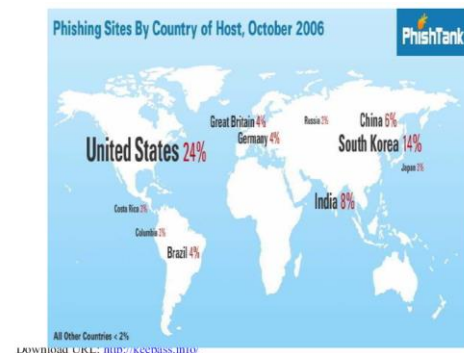 Phishing Sites By Country of Host, October 2006
PhishTank
Great Britain 4%
Russia 2%
China 6%
Germany 4%
South Korea 14%
United States 24%
Japan 2%
India 8%
Costa Rica 2%
Columbia 2%
Brazil 4%
All Other Countries < 2%
Download URL: http://keepass.info/